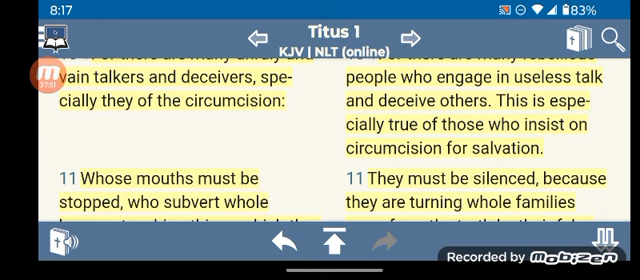 8:17
83%
Titus 1
KJV | NLT (online)
27:51
vain talkers and deceivers, spe-
cially they of the circumcision:
11 Whose mouths must be
stopped, who subvert whole
people who engage in useless talk
and deceive others. This is espe-
cially true of those who insist on
circumcision for salvation.
11 They must be silenced, because
they are turning whole families
Recorded by
mobizen